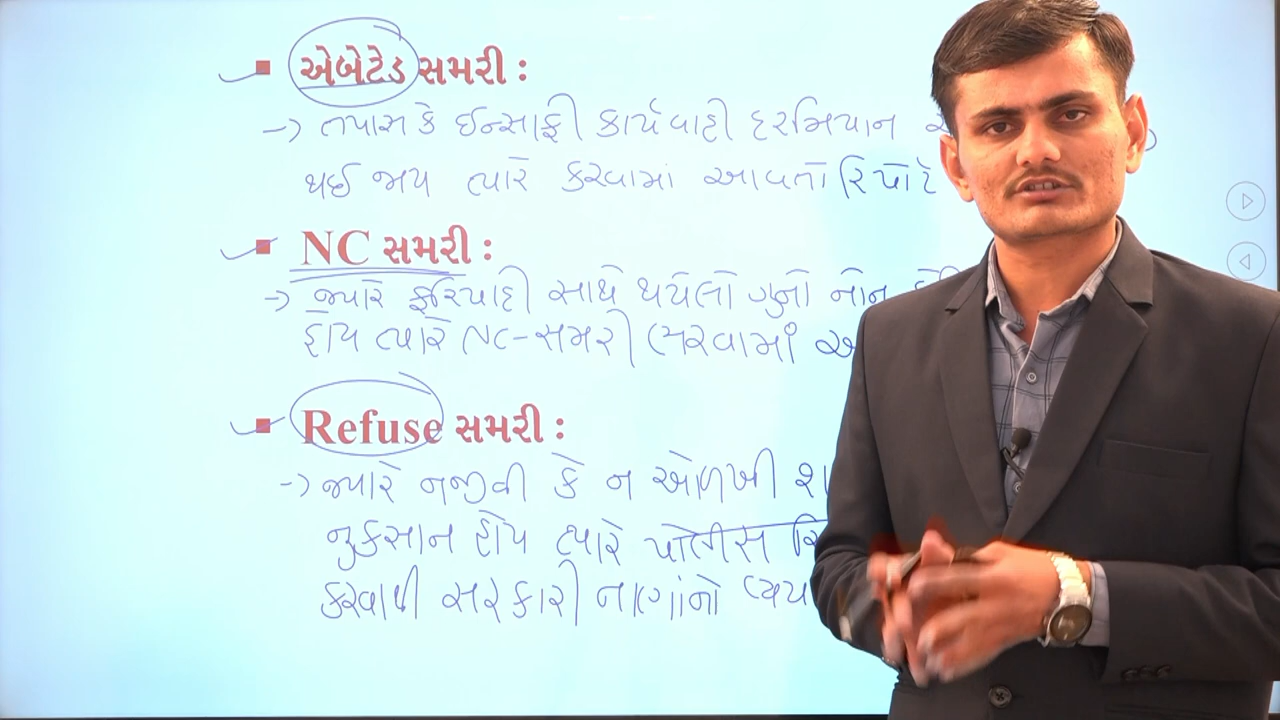 ▪ એબેટેડ સમરી :
-> તપાસ કે ઈન્સાફી કાર્યવાહી દરમિયાન
થઈ જાય ત્યારે કરવામાં આવતો રિપોર્ટ
▪ NC સમરી :
-> જ્યારે ફરિયાદી સાથે થયેલો ગુનો નોન
હોય ત્યારે NC-સમરી ભરવામાં
▪ Refuse સમરી :
-> જ્યારે નજીવી કે ન ઓળખી
નુકસાન હોય ત્યારે પોલીસ
કરવાથી સરકારી નાણાંનો વ્યય